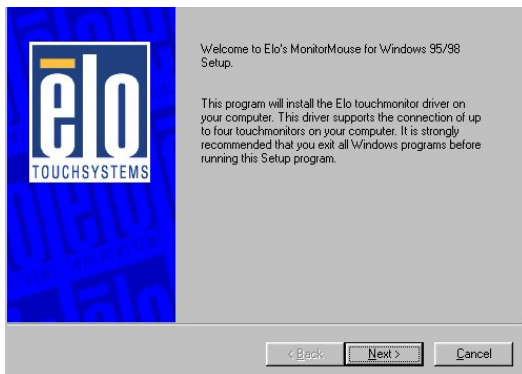 Welcome to Elo's MonitorMouse for Windows 95/98
Setup.
This program will install the Elo touchmonitor driver on
your computer. This driver supports the connection of up
to four touchmonitors on your computer. It is strongly
recommended that you exit all Windows programs before
running this Setup program.
ēlo
TOUCHSYSTEMS
< Back
Next >
Cancel